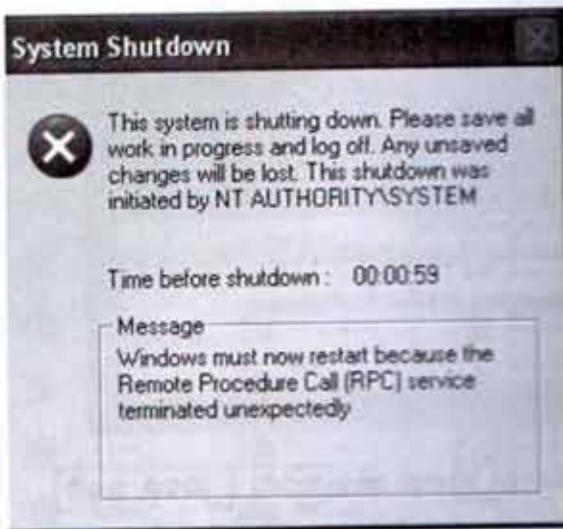 System Shutdown
This system is shutting down. Please save all
work in progress and log off. Any unsaved
changes will be lost. This shutdown was
initiated by NT AUTHORITY\SYSTEM
Time before shutdown : 00:00:59
Message
Windows must now restart because the
Remote Procedure Call (RPC) service
terminated unexpectedly